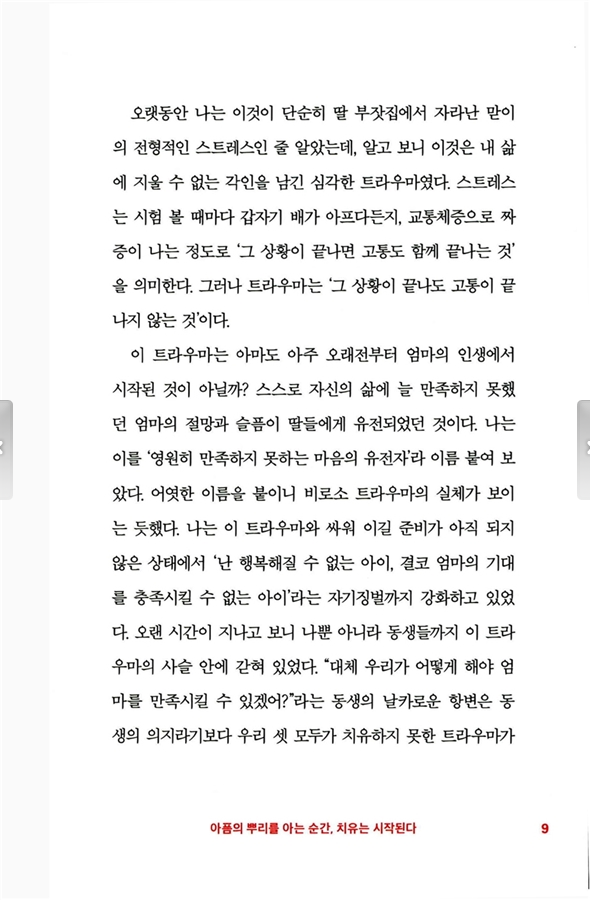 오랫동안 나는 이것이 단순히 딸 부잣집에서 자라난 맏이
의 전형적인 스트레스인 줄 알았는데, 알고 보니 이것은 내 삶
에 지울 수 없는 각인을 남긴 심각한 트라우마였다. 스트레스
는 시험 볼 때마다 갑자기 배가 아프다든지, 교통체증으로 짜
증이 나는 정도로 ‘그 상황이 끝나면 고통도 함께 끝나는 것’
을 의미한다. 그러나 트라우마는 ‘그 상황이 끝나도 고통이 끝
나지 않는 것’이다.
이 트라우마는 아마도 아주 오래전부터 엄마의 인생에서
시작된 것이 아닐까? 스스로 자신의 삶에 늘 만족하지 못했
던 엄마의 절망과 슬픔이 딸들에게 유전되었던 것이다. 나는
이를 ‘영원히 만족하지 못하는 마음의 유전자’라 이름 붙여 보
았다. 어엿한 이름을 붙이니 비로소 트라우마의 실체가 보이
는 듯했다. 나는 이 트라우마와 싸워 이길 준비가 아직 되지
않은 상태에서 ‘난 행복해질 수 없는 아이, 결코 엄마의 기대
를 충족시킬 수 없는 아이’라는 자기징벌까지 강화하고 있었
다. 오랜 시간이 지나고 보니 나뿐 아니라 동생들까지 이 트라
우마의 사슬 안에 갇혀 있었다. “대체 우리가 어떻게 해야 엄
마를 만족시킬 수 있겠어?”라는 동생의 날카로운 항변은 동
생의 의지라기보다 우리 셋 모두가 치유하지 못한 트라우마가
아픔의 뿌리를 아는 순간, 치유는 시작된다 9